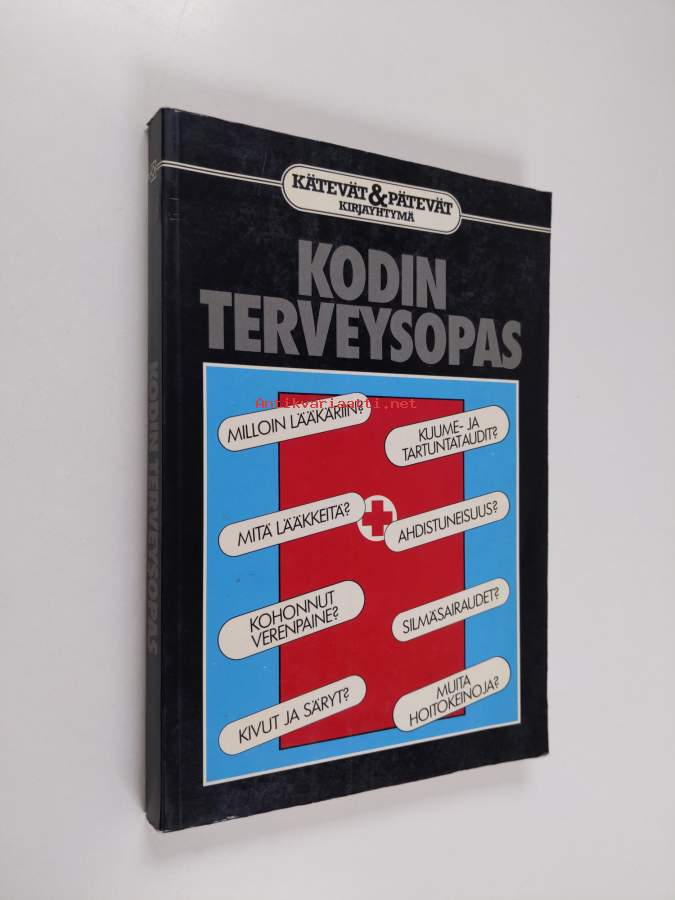 KÄTEVÄT & PÄTEVÄT
KIRJAYHTYMÄ
KODIN
TERVEYSOPAS
Antikvariaatti.net
MILLOIN LÄÄKÄRIIN?
KUUME- JA
TARTUNTATAUDIT?
MITÄ LÄÄKKEITÄ?
AHDISTUNEISUUS?
KOHONNUT
VERENPAINE?
SILMÄSAIRAUDET?
KIVUT JA SÄRYT?
MUITA
HOITOKEINOJA?
KODIN TERVEYSOPAS